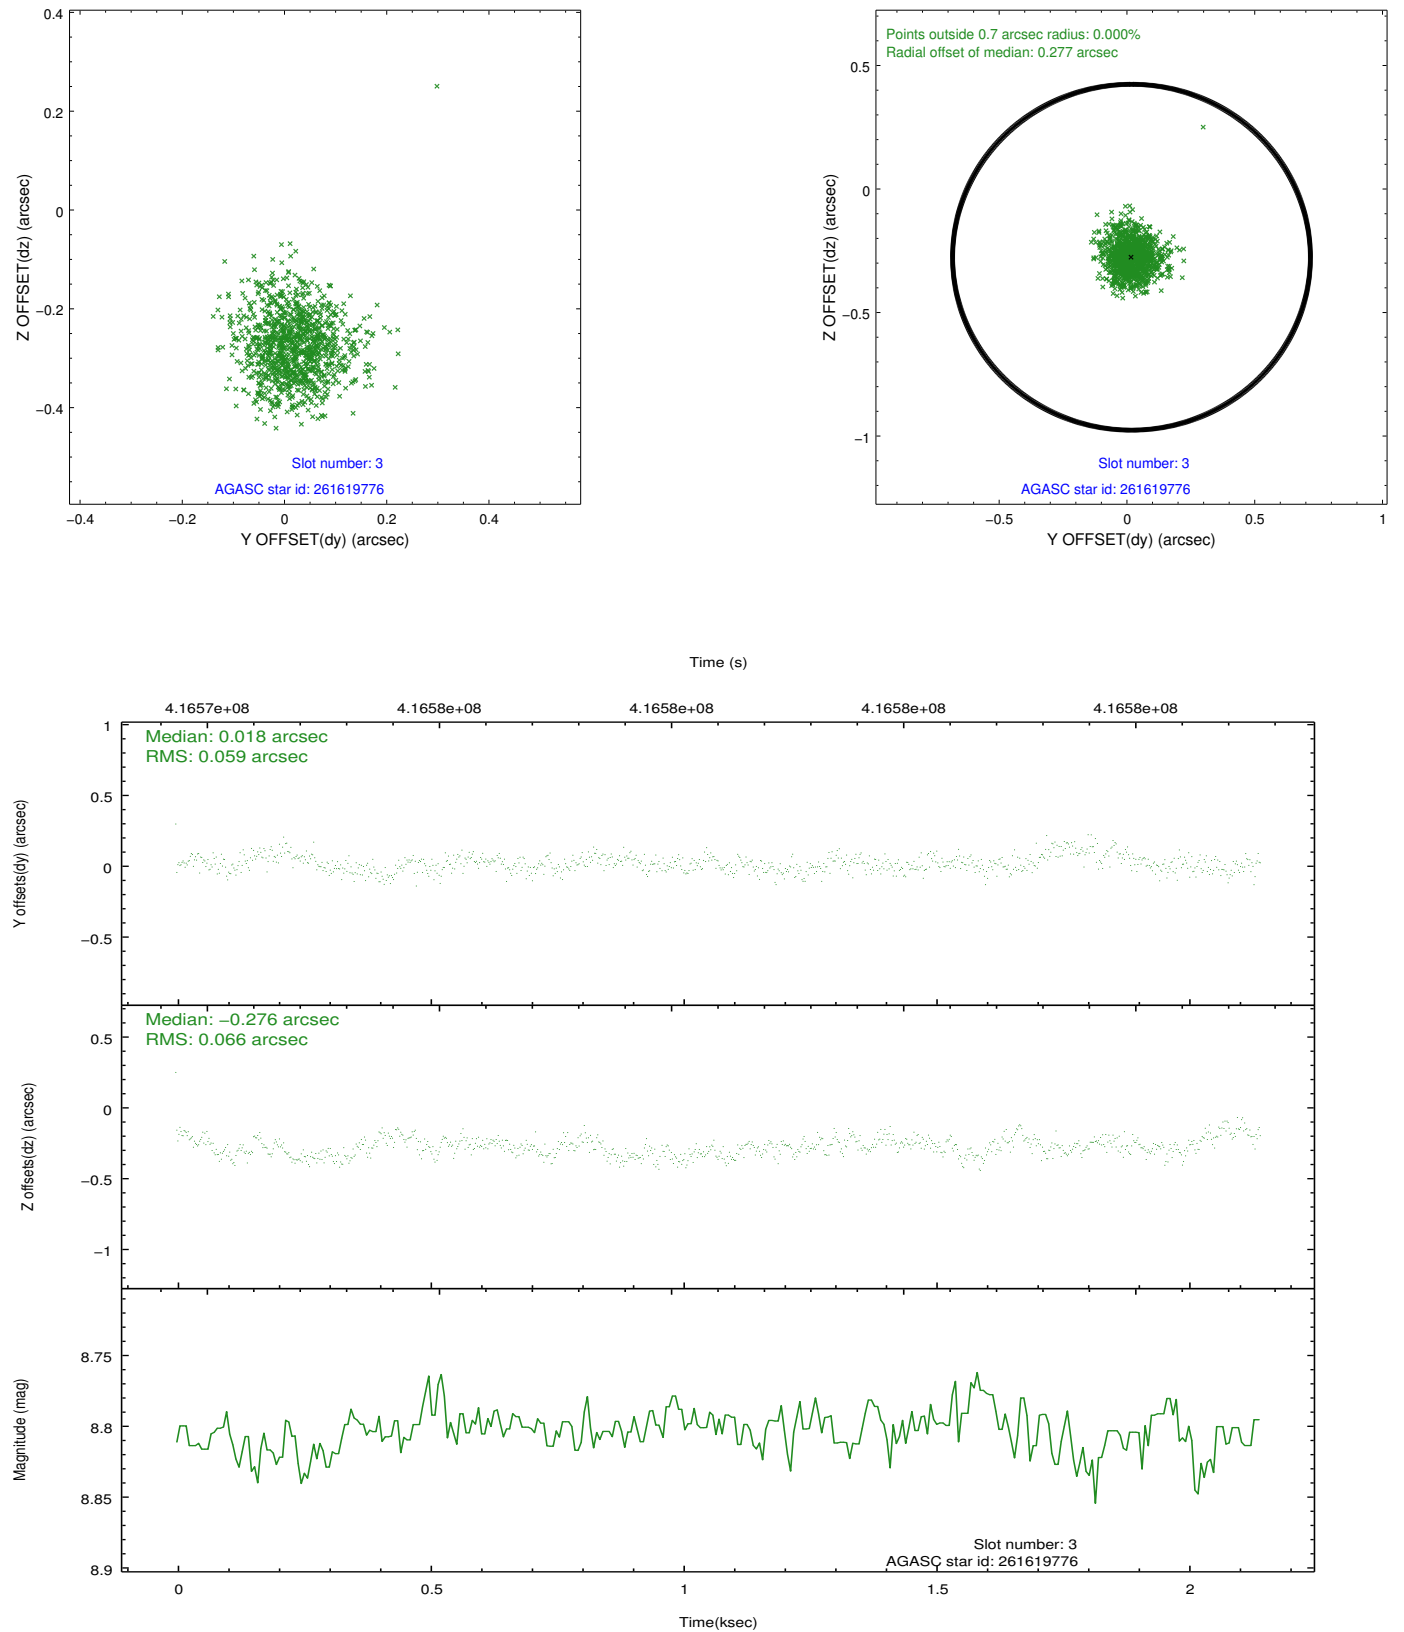 0.4
0.2
0
−0.2
−0.4
Z OFFSET(dz) (arcsec)
Slot number: 3
AGASC star id: 261619776
−0.4
−0.2
0
0.2
0.4
Y OFFSET(dy) (arcsec)
Points outside 0.7 arcsec radius: 0.000%
Radial offset of median: 0.277 arcsec
0.5
0
−0.5
−1
Z OFFSET(dz) (arcsec)
Slot number: 3
AGASC star id: 261619776
−0.5
0
0.5
1
Y OFFSET(dy) (arcsec)
Time (s)
4.1657e+08
4.1658e+08
4.1658e+08
4.1658e+08
4.1658e+08
Median: 0.018 arcsec
RMS: 0.059 arcsec
1
0.5
0
−0.5
Y offsets(dy) (arcsec)
Median: −0.276 arcsec
RMS: 0.066 arcsec
0.5
0
−0.5
−1
Z offsets(dz) (arcsec)
8.75
8.8
8.85
8.9
Magnitude (mag)
Slot number: 3
AGASC star id: 261619776
0
0.5
1
1.5
2
Time(ksec)